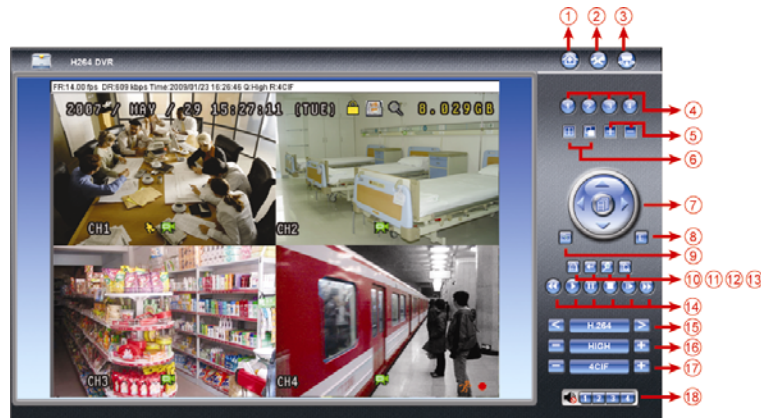 ① ② ③
H264 DVR
FR:14.00 fps DR:609 kbps Time:2009/01/23 16:26:46 Q:High R:4CIF
2007 / MAY / 29 15:27:11 (TUE) 0.029GB
④
⑤
⑥
CH1 CH2
⑦
⑧
⑨
⑩ ⑪ ⑫ ⑬
⑭
< H.264 > ⑮
- HIGH + ⑯
CH3 CH4
- 4CIF + ⑰
1 2 3 4 ⑱